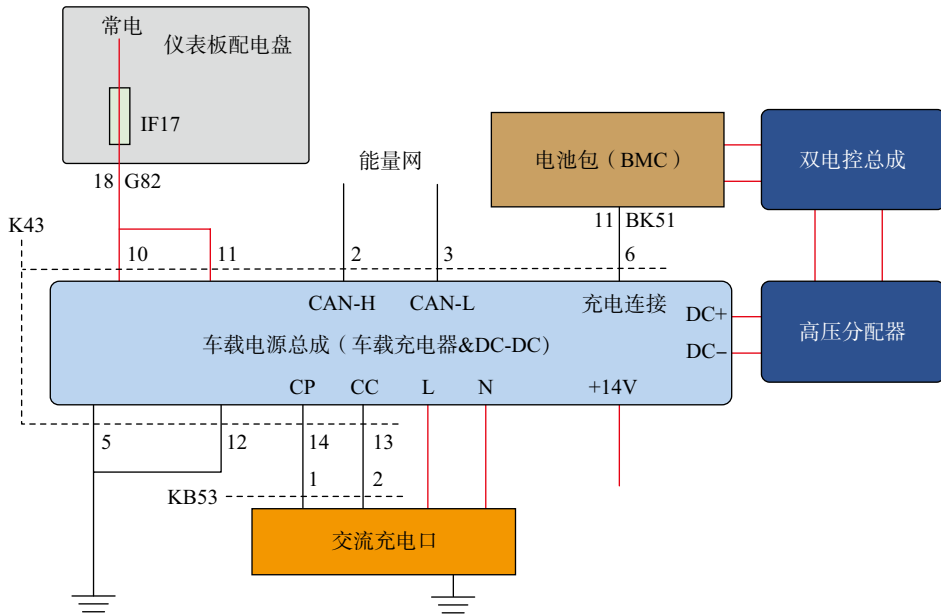 常电
仪表板配电盘
IF17
18 G82
能量网
电池包（BMC）
双电控总成
11 BK51
K43
10
11
2
3
6
CAN-H
CAN-L
充电连接
DC+
车载电源总成（车载充电器&DC-DC）
DC−
高压分配器
CP
CC
L
N
+14V
5
12
14
13
1
2
KB53
交流充电口